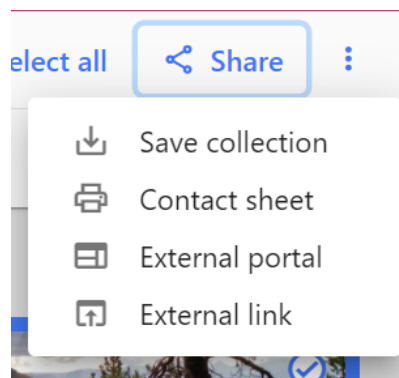 elect all Share
Save collection
Contact sheet
External portal
External link